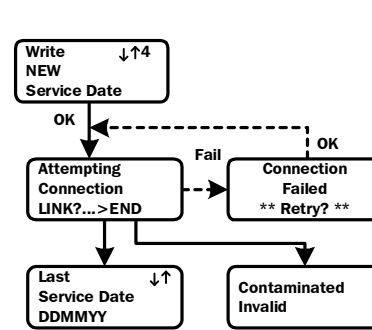 Write ↓↑4
NEW
Service Date
OK
Fail
OK
Attempting
Connection
LINK?...>END
Connection
Failed
** Retry? **
Last ↓↑
Service Date
DDMMYY
Contaminated
Invalid